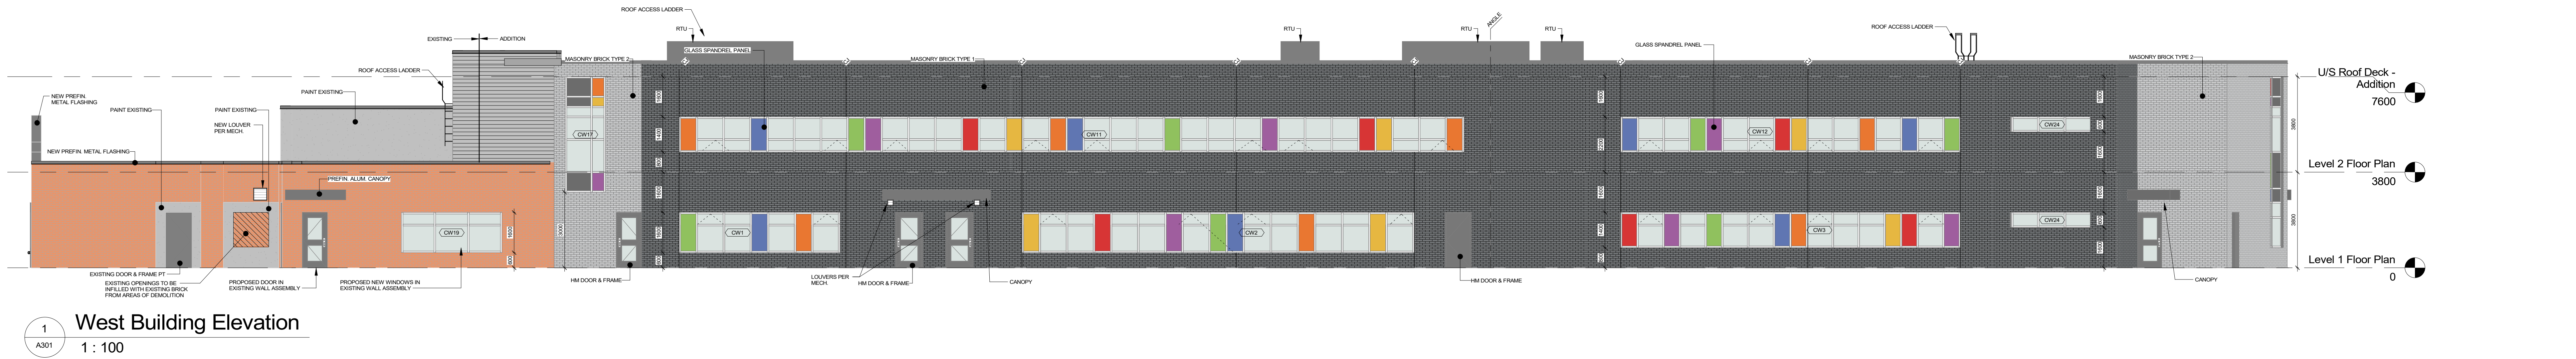 ROOF ACCESS LADDER
RTU
EXISTING
ADDITION
GLASS SPANDREL PANEL
MASONRY BRICK TYPE 2
MASONRY BRICK TYPE 1
RTU
RTU
ANGLE
RTU
GLASS SPANDREL PANEL
ROOF ACCESS LADDER
MASONRY BRICK TYPE 2
ROOF ACCESS LADDER
PAINT EXISTING
NEW PREFIN.
METAL FLASHING
PAINT EXISTING
PAINT EXISTING
NEW LOUVER
PER MECH.
NEW PREFIN. METAL FLASHING
PREFIN. ALUM. CANOPY
U/S Roof Deck -
Addition
7600
3800
Level 2 Floor Plan
3800
3800
Level 1 Floor Plan
0
CW17
CW11
CW12
CW24
CW19
CW1
CW2
CW3
CW24
1600
800
3000
EXISTING DOOR & FRAME PT
EXISTING OPENINGS TO BE
INFILLED WITH EXISTING BRICK
FROM AREAS OF DEMOLITION
PROPOSED DOOR IN
EXISTING WALL ASSEMBLY
PROPOSED NEW WINDOWS IN
EXISTING WALL ASSEMBLY
HM DOOR & FRAME
LOUVERS PER
MECH.
HM DOOR & FRAME
CANOPY
HM DOOR & FRAME
CANOPY
1
A301
West Building Elevation
1 : 100